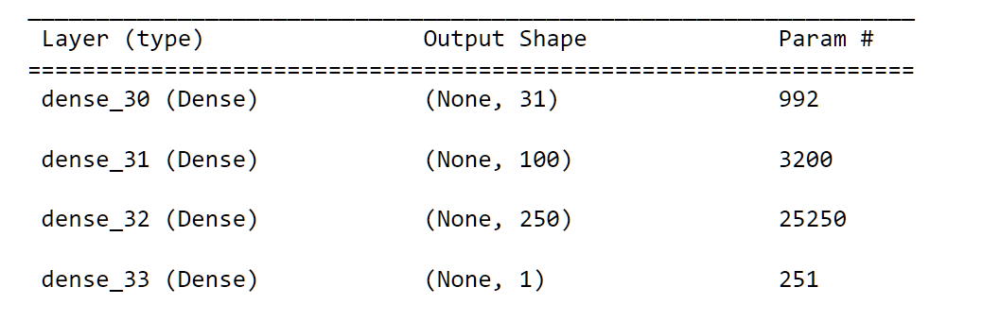 Layer (type) Output Shape Param #
=================================================================
dense_30 (Dense) (None, 31) 992
dense_31 (Dense) (None, 100) 3200
dense_32 (Dense) (None, 250) 25250
dense_33 (Dense) (None, 1) 251